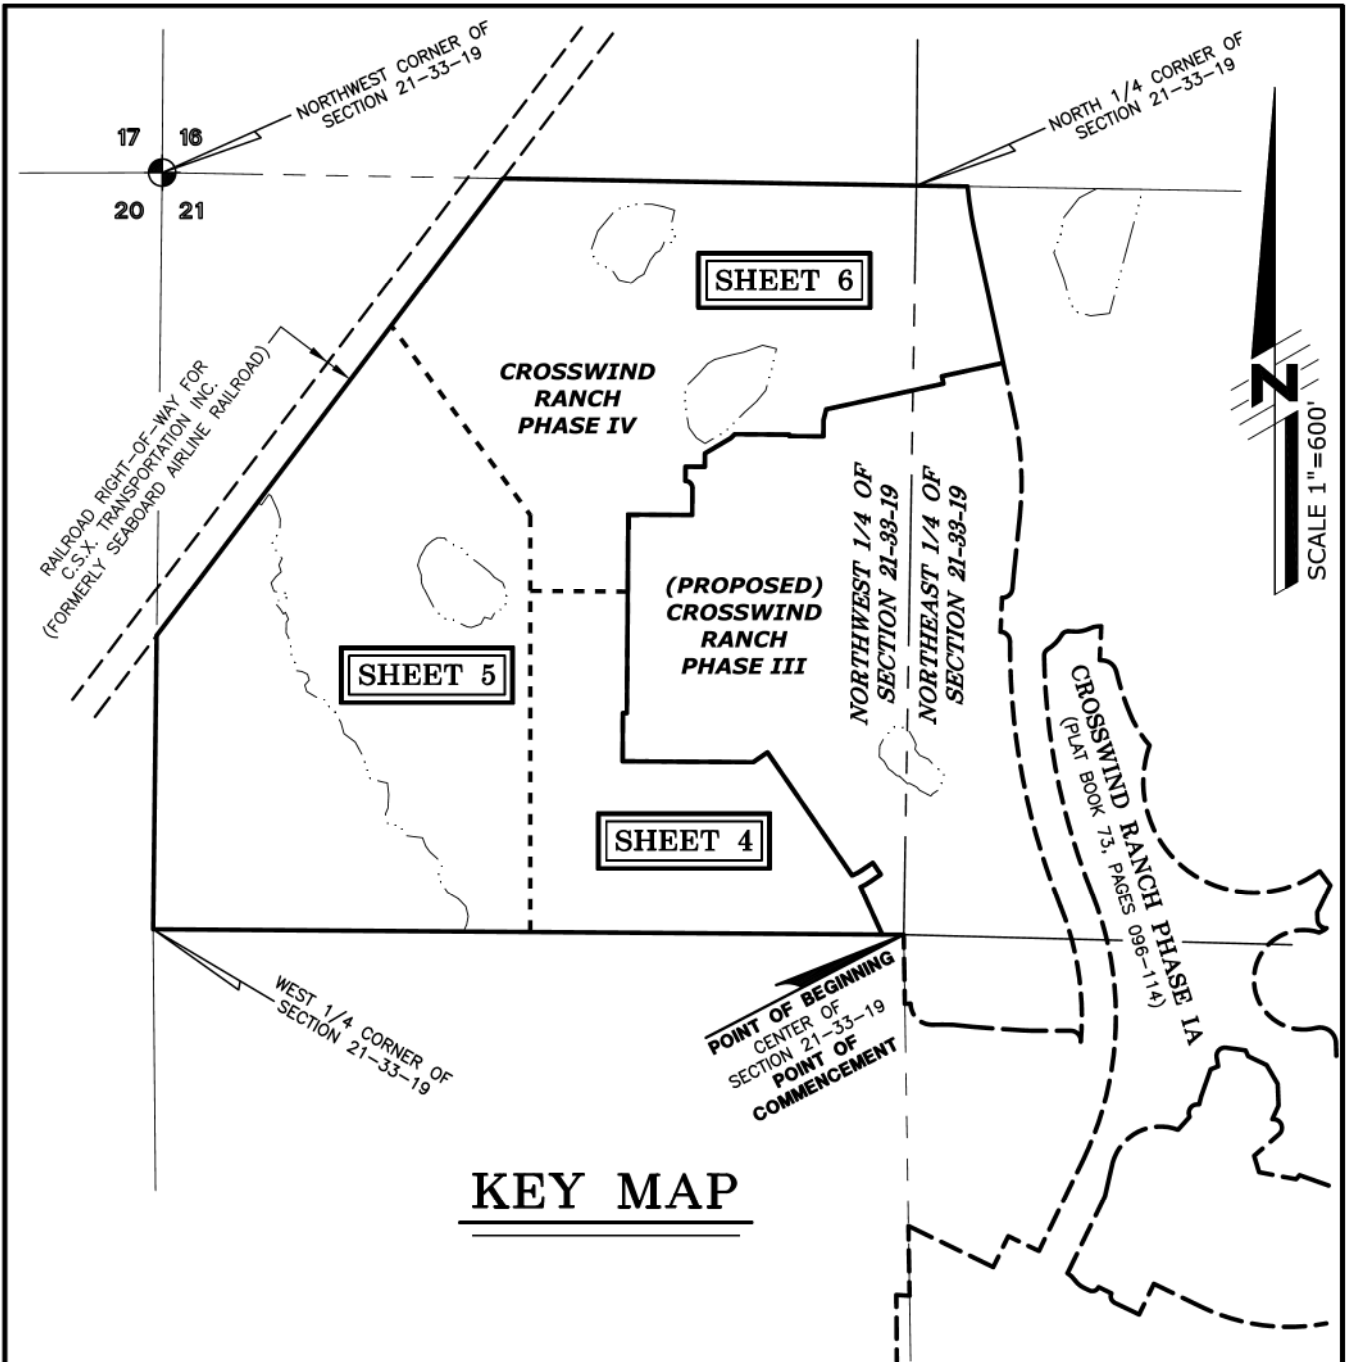 NORTHWEST CORNER OF
SECTION 21-33-19
NORTH 1/4 CORNER OF
SECTION 21-33-19
17 16
20 21
SHEET 6
CROSSWIND
RANCH
PHASE IV
RAILROAD RIGHT-OF-WAY FOR
C.S.X. TRANSPORTATION INC.
(FORMERLY SEABOARD AIRLINE RAILROAD)
N
SCALE 1"=600'
NORTHWEST 1/4 OF
SECTION 21-33-19
NORTHEAST 1/4 OF
SECTION 21-33-19
(PROPOSED)
CROSSWIND
RANCH
PHASE III
SHEET 5
SHEET 4
CROSSWIND RANCH PHASE IA
(PLAT BOOK 73, PAGES 096-114)
WEST 1/4 CORNER OF
SECTION 21-33-19
POINT OF BEGINNING
CENTER OF
SECTION 21-33-19
POINT OF
COMMENCEMENT
KEY MAP